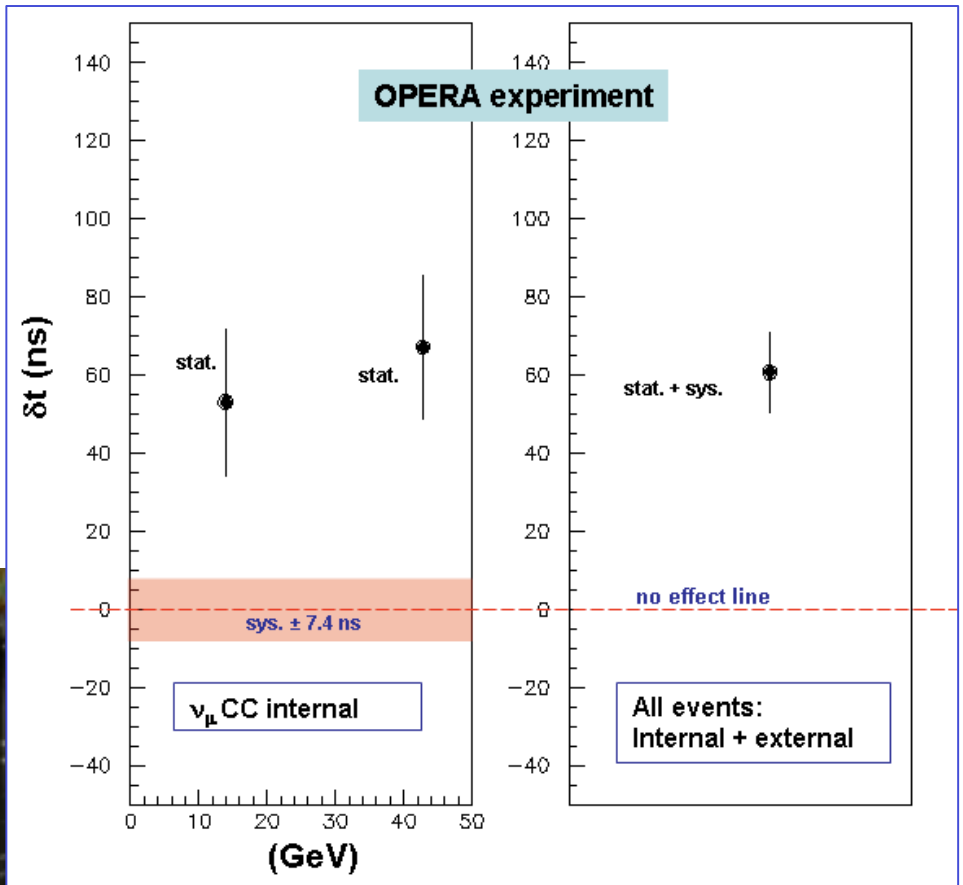 OPERA experiment
δt (ns)
140
120
100
80
60
40
20
0
−20
−40
stat.
stat.
sys. ± 7.4 ns
νμ CC internal
0
10
20
30
40
50
(GeV)
140
120
100
80
60
40
20
0
−20
−40
stat. + sys.
no effect line
All events:
Internal + external